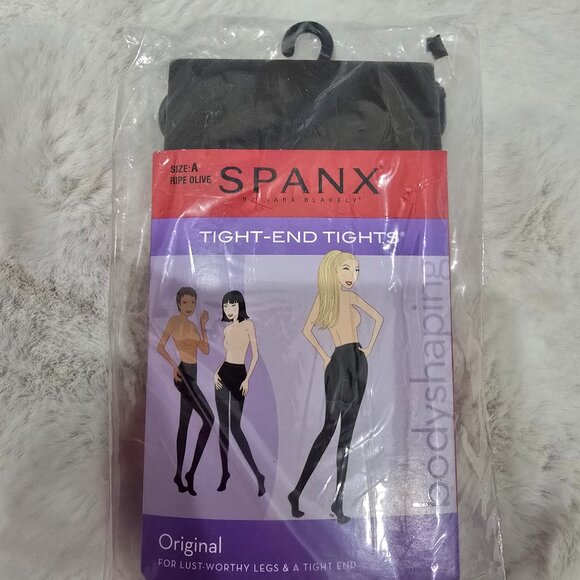 SIZE: A
RIPE OLIVE
SPANX
BY SARA BLAKELY®
TIGHT-END TIGHTS®
bodyshaping
Original
FOR LUST-WORTHY LEGS & A TIGHT END